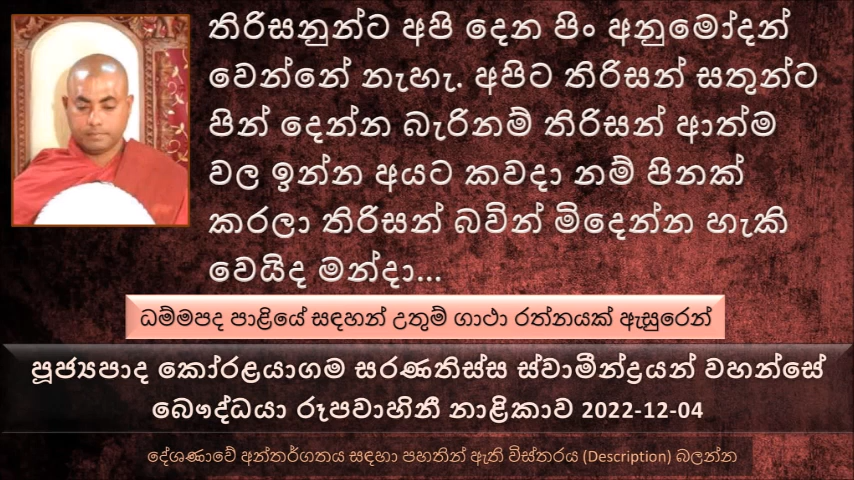 තිරිසනුන්ට අපි දෙන පිං අනුමෝදන්
වෙන්නේ නැහැ. අපිට තිරිසන් සතුන්ට
පින් දෙන්න බැරිනම් තිරිසන් ආත්ම
වල ඉන්න අයට කවදා නම් පිනක්
කරලා තිරිසන් බවින් මිදෙන්න හැකි
වෙයිද මන්දා...
ධම්මපද පාළියේ සඳහන් උතුම් ගාථා රත්නයක් ඇසුරෙන්
පූජ්‍යපාද කෝරළයාගම සරණතිස්ස ස්වාමීන්ද්‍රයන් වහන්සේ
බෞද්ධයා රූපවාහිනී නාළිකාව 2022-12-04
දේශණාවේ අන්තර්ගතය සඳහා පහතින් ඇති විස්තරය (Description) බලන්න